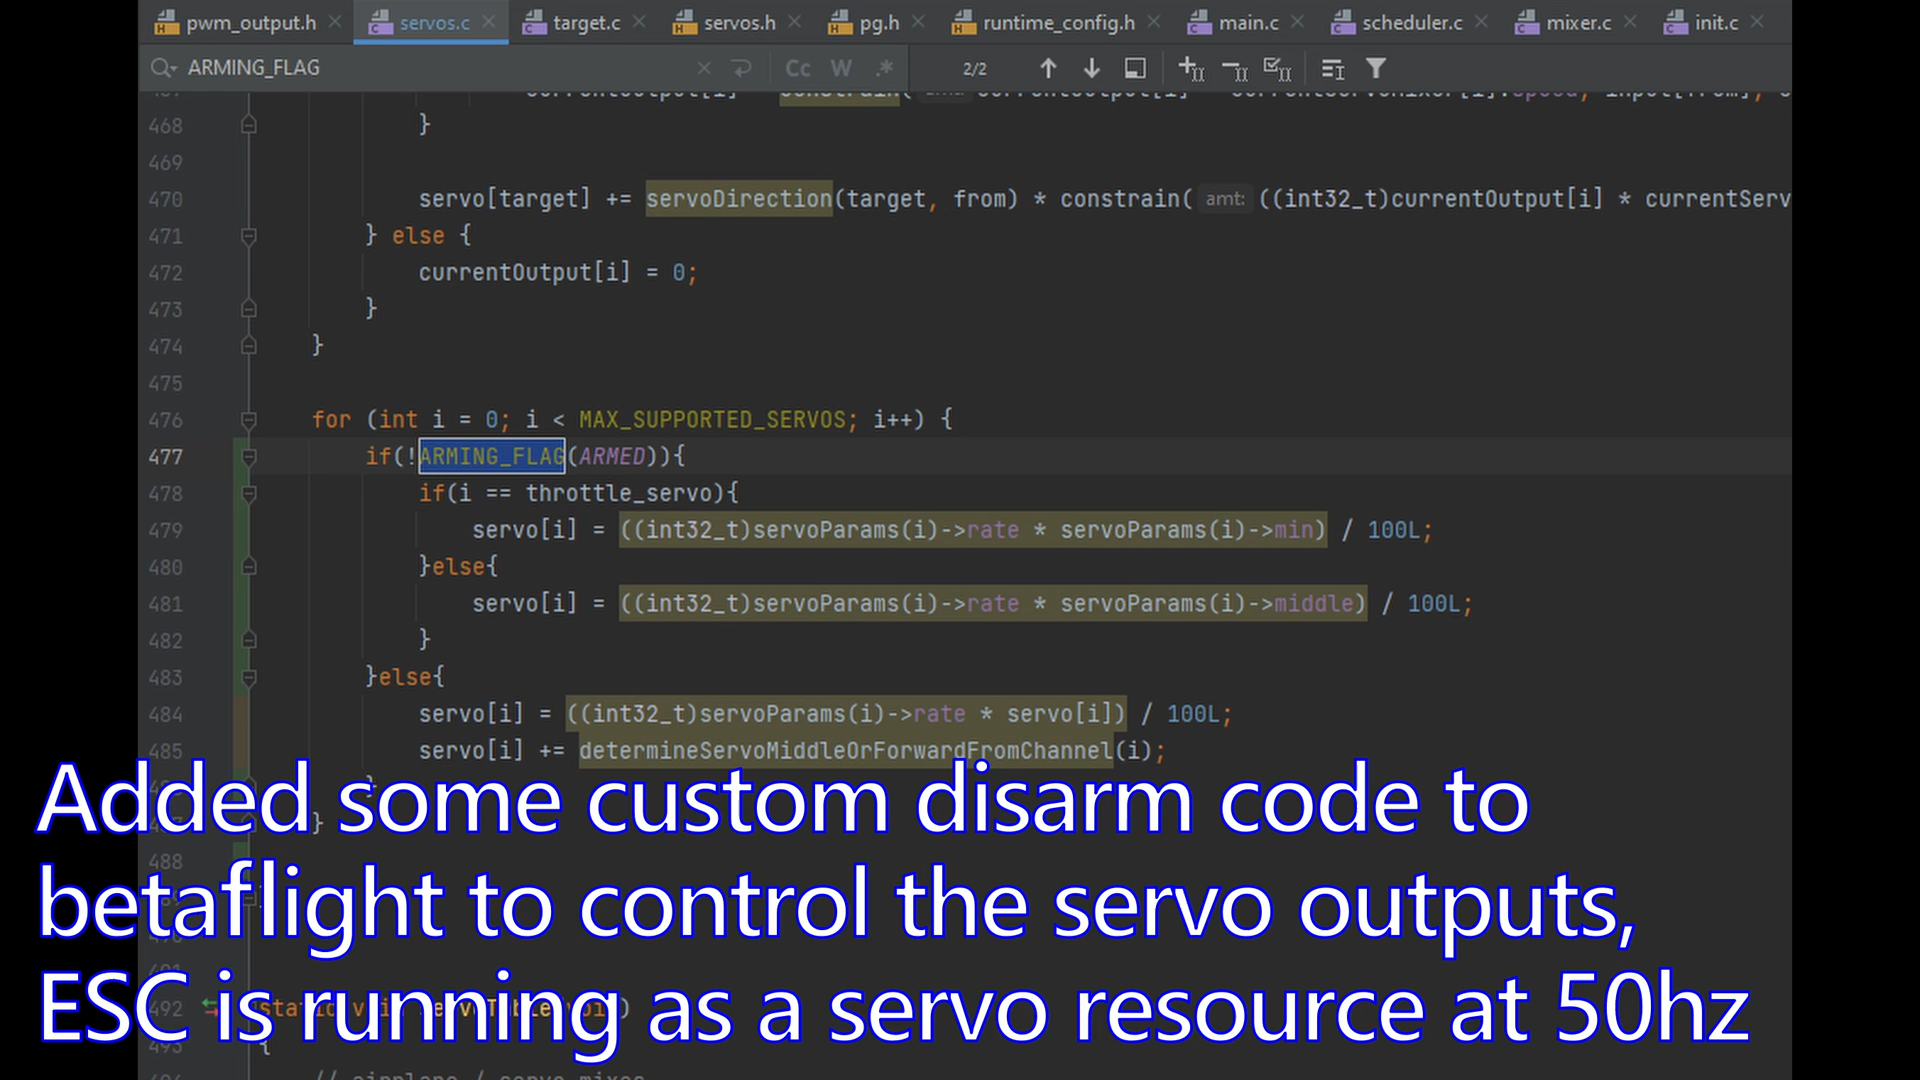 pwm_output.h servos.c target.c servos.h pg.h runtime_config.h main.c scheduler.c mixer.c init.c
ARMING_FLAG Cc W .* 2/2
468 }
469
470 servo[target] += servoDirection(target, from) * constrain( amt: ((int32_t)currentOutput[i] * currentServ
471 } else {
472 currentOutput[i] = 0;
473 }
474 }
475
476 for (int i = 0; i < MAX_SUPPORTED_SERVOS; i++) {
477 if(!ARMING_FLAG(ARMED)){
478 if(i == throttle_servo){
479 servo[i] = ((int32_t)servoParams(i)->rate * servoParams(i)->min) / 100L;
480 }else{
481 servo[i] = ((int32_t)servoParams(i)->rate * servoParams(i)->middle) / 100L;
482 }
483 }else{
484 servo[i] = ((int32_t)servoParams(i)->rate * servo[i]) / 100L;
485 servo[i] += determineServoMiddleOrForwardFromChannel(i);
}
}
488
492 static
493 {
Added some custom disarm code to
betaflight to control the servo outputs,
ESC is running as a servo resource at 50hz